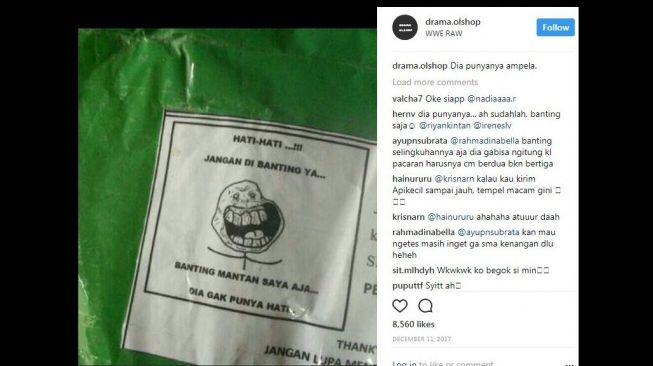 drama.olshop
WWE RAW
Follow
drama.olshop Dia punyanya ampela.
Load more comments
valcha7 Oke siapp @nadiaaaa.r
hernv dia punyanya... ah sudahlah, banting
saja☺ @riyankintan @ireneslv
ayupnsubrata @rahmadinabella banting
selingkuhannya aja dia gabisa ngitung kl
pacaran harusnya cm berdua bkn bertiga
hainururu @krisnarn kalau kau kirim
Apikecil sampai jauh, tempel macam gini
krisnarn @hainururu ahahaha atuuur daah
rahmadinabella @ayupnsubrata kan mau
ngetes masih inget ga sma kenangan dlu
heheh
sit.mlhdyh Wkwkwk ko begok si min
puputtf Syitt ah
8,560 likes
DECEMBER 11, 2017
Log in to like or comment.
HATI-HATI ...!!!
JANGAN DI BANTING YA...
BANTING MANTAN SAYA AJA...
DIA GAK PUNYA HATI
THANK
JANGAN LUPA